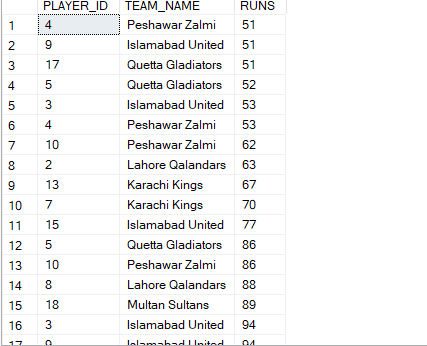 PLAYER_ID TEAM_NAME RUNS
1 4 Peshawar Zalmi 51
2 9 Islamabad United 51
3 17 Quetta Gladiators 51
4 5 Quetta Gladiators 52
5 3 Islamabad United 53
6 4 Peshawar Zalmi 53
7 10 Peshawar Zalmi 62
8 2 Lahore Qalandars 63
9 13 Karachi Kings 67
10 7 Karachi Kings 70
11 15 Islamabad United 77
12 5 Quetta Gladiators 86
13 10 Peshawar Zalmi 86
14 8 Lahore Qalandars 88
15 18 Multan Sultans 89
16 3 Islamabad United 94
17 9 Islamabad United 94